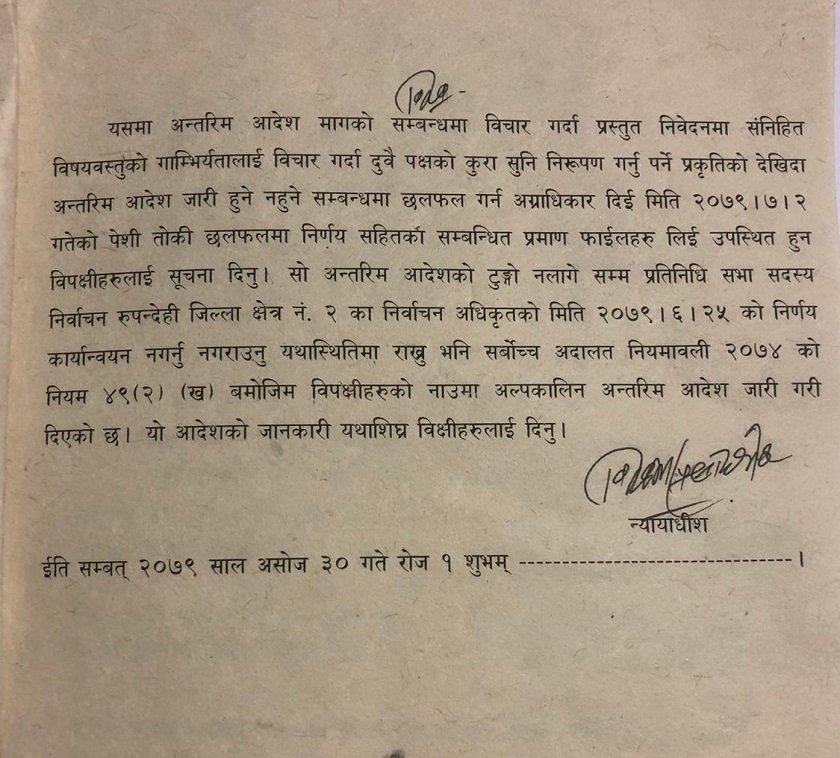 यसमा अन्तरिम आदेश मागको सम्बन्धमा विचार गर्दा प्रस्तुत निवेदनमा संनिहित
विषयवस्तुको गाम्भिर्यतालाई विचार गर्दा दुवै पक्षको कुरा सुनि निरूपण गर्नु पर्ने प्रकृतिको देखिदा
अन्तरिम आदेश जारी हुने नहुने सम्बन्धमा छलफल गर्न अग्राधिकार दिई मिति २०७९।७।२
गतेको पेशी तोकी छलफलमा निर्णय सहितका सम्बन्धित प्रमाण फाईलहरु लिई उपस्थित हुन
विपक्षीहरुलाई सूचना दिनु। सो अन्तरिम आदेशको टुङ्गो नलागे सम्म प्रतिनिधि सभा सदस्य
निर्वाचन रुपन्देही जिल्ला क्षेत्र नं. २ का निर्वाचन अधिकृतको मिति २०७९।६।२५ को निर्णय
कार्यान्वयन नगर्नु नगराउनु यथास्थितिमा राख्नु भनि सर्बोच्च अदालत नियमावली २०७४ को
नियम ४९(२) (ख) बमोजिम विपक्षीहरुको नाउमा अल्पकालिन अन्तरिम आदेश जारी गरी
दिएको छ। यो आदेशको जानकारी यथाशिघ्र विक्षीहरुलाई दिनु।
न्यायाधीश
ईति सम्बत् २०७९ साल असोज ३० गते रोज १ शुभम् --------------------------------।